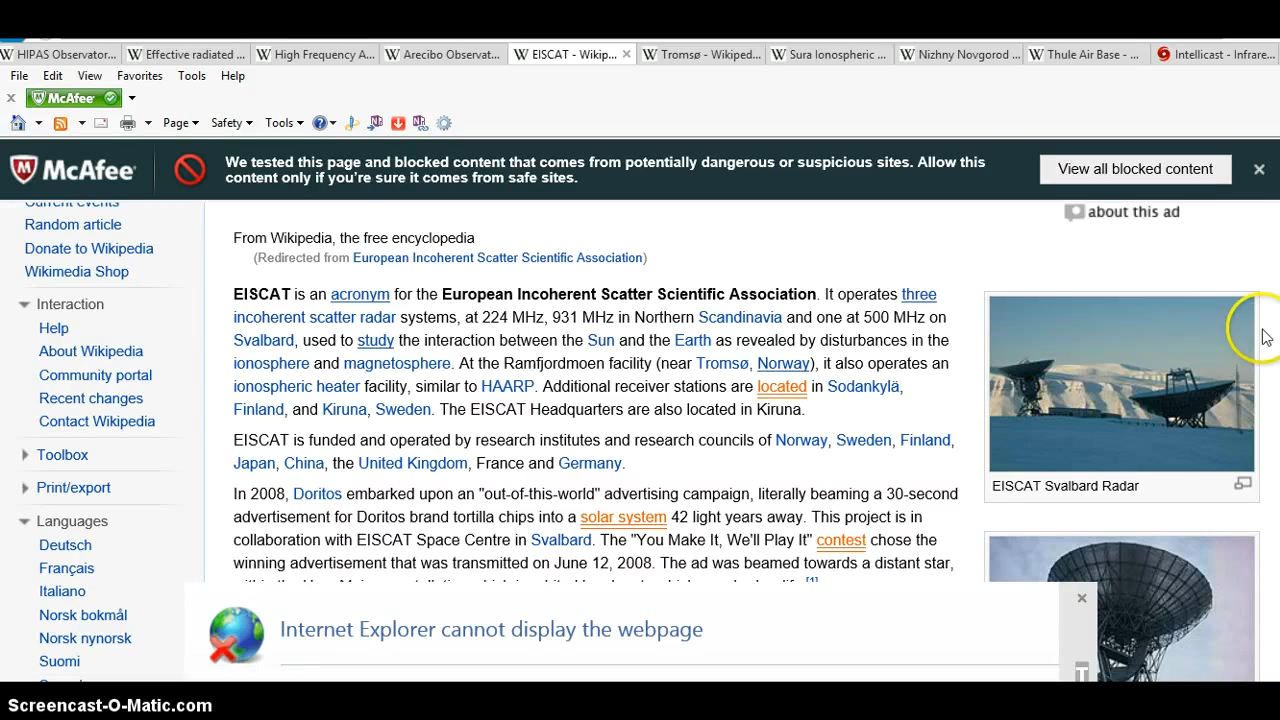 HIPAS Observator...
Effective radiated ...
High Frequency A...
Arecibo Observat...
EISCAT - Wikip...
Tromsø - Wikiped...
Sura Ionospheric ...
Nizhny Novgorod ...
Thule Air Base - ...
Intellicast - Infrare...
File Edit View Favorites Tools Help
x McAfee
Page Safety Tools
McAfee
We tested this page and blocked content that comes from potentially dangerous or suspicious sites. Allow this
content only if you're sure it comes from safe sites.
View all blocked content
Current events
Random article
Donate to Wikipedia
Wikimedia Shop
Interaction
Help
About Wikipedia
Community portal
Recent changes
Contact Wikipedia
Toolbox
Print/export
Languages
Deutsch
Français
Italiano
Norsk bokmål
Norsk nynorsk
Suomi
about this ad
From Wikipedia, the free encyclopedia
(Redirected from European Incoherent Scatter Scientific Association)
EISCAT is an acronym for the European Incoherent Scatter Scientific Association. It operates three
incoherent scatter radar systems, at 224 MHz, 931 MHz in Northern Scandinavia and one at 500 MHz on
Svalbard, used to study the interaction between the Sun and the Earth as revealed by disturbances in the
ionosphere and magnetosphere. At the Ramfjordmoen facility (near Tromsø, Norway), it also operates an
ionospheric heater facility, similar to HAARP. Additional receiver stations are located in Sodankylä,
Finland, and Kiruna, Sweden. The EISCAT Headquarters are also located in Kiruna.
EISCAT is funded and operated by research institutes and research councils of Norway, Sweden, Finland,
Japan, China, the United Kingdom, France and Germany.
In 2008, Doritos embarked upon an "out-of-this-world" advertising campaign, literally beaming a 30-second
advertisement for Doritos brand tortilla chips into a solar system 42 light years away. This project is in
collaboration with EISCAT Space Centre in Svalbard. The "You Make It, We'll Play It" contest chose the
winning advertisement that was transmitted on June 12, 2008. The ad was beamed towards a distant star,
[1]
EISCAT Svalbard Radar
Internet Explorer cannot display the webpage
Screencast-O-Matic.com